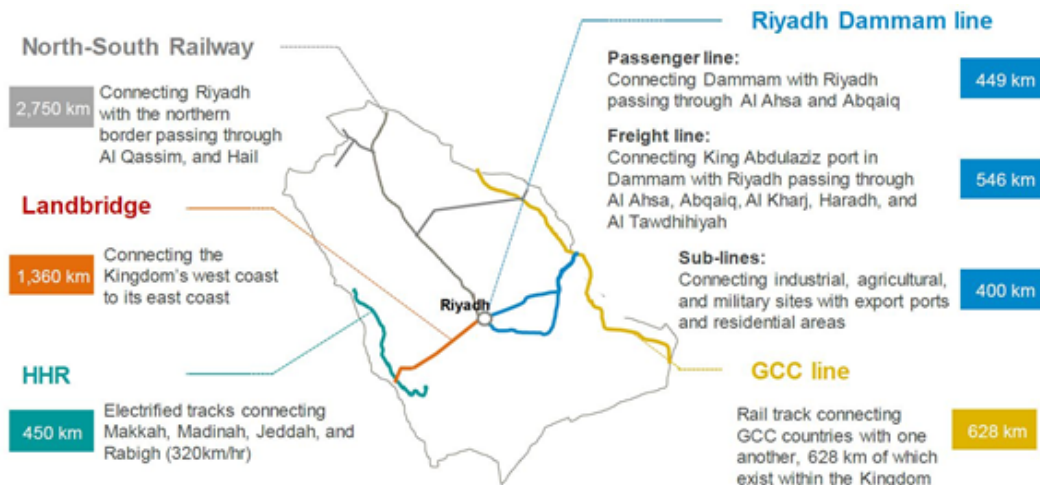 North-South Railway
2,750 km
Connecting Riyadh
with the northern
border passing through
Al Qassim, and Hail
Landbridge
1,360 km
Connecting the
Kingdom's west coast
to its east coast
HHR
450 km
Electrified tracks connecting
Makkah, Madinah, Jeddah, and
Rabigh (320km/hr)
Riyadh
Riyadh Dammam line
Passenger line:
Connecting Dammam with Riyadh
passing through Al Ahsa and Abqaiq
449 km
Freight line:
Connecting King Abdulaziz port in
Dammam with Riyadh passing through
Al Ahsa, Abqaiq, Al Kharj, Haradh, and
Al Tawdhihiyah
546 km
Sub-lines:
Connecting industrial, agricultural,
and military sites with export ports
and residential areas
400 km
GCC line
Rail track connecting
GCC countries with one
another, 628 km of which
exist within the Kingdom
628 km